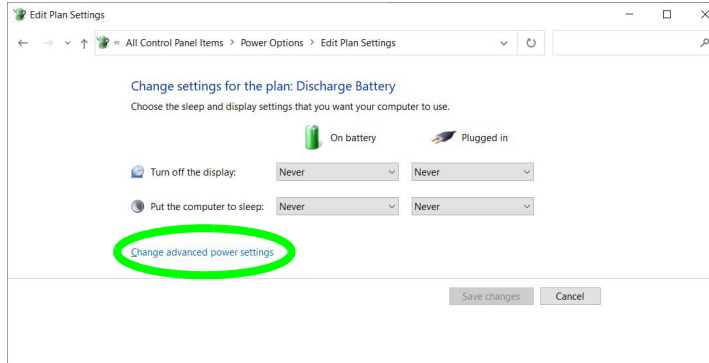 Edit Plan Settings
« All Control Panel Items > Power Options > Edit Plan Settings
Change settings for the plan: Discharge Battery
Choose the sleep and display settings that you want your computer to use.
On battery Plugged in
Turn off the display: Never Never
Put the computer to sleep: Never Never
Change advanced power settings
Save changes Cancel